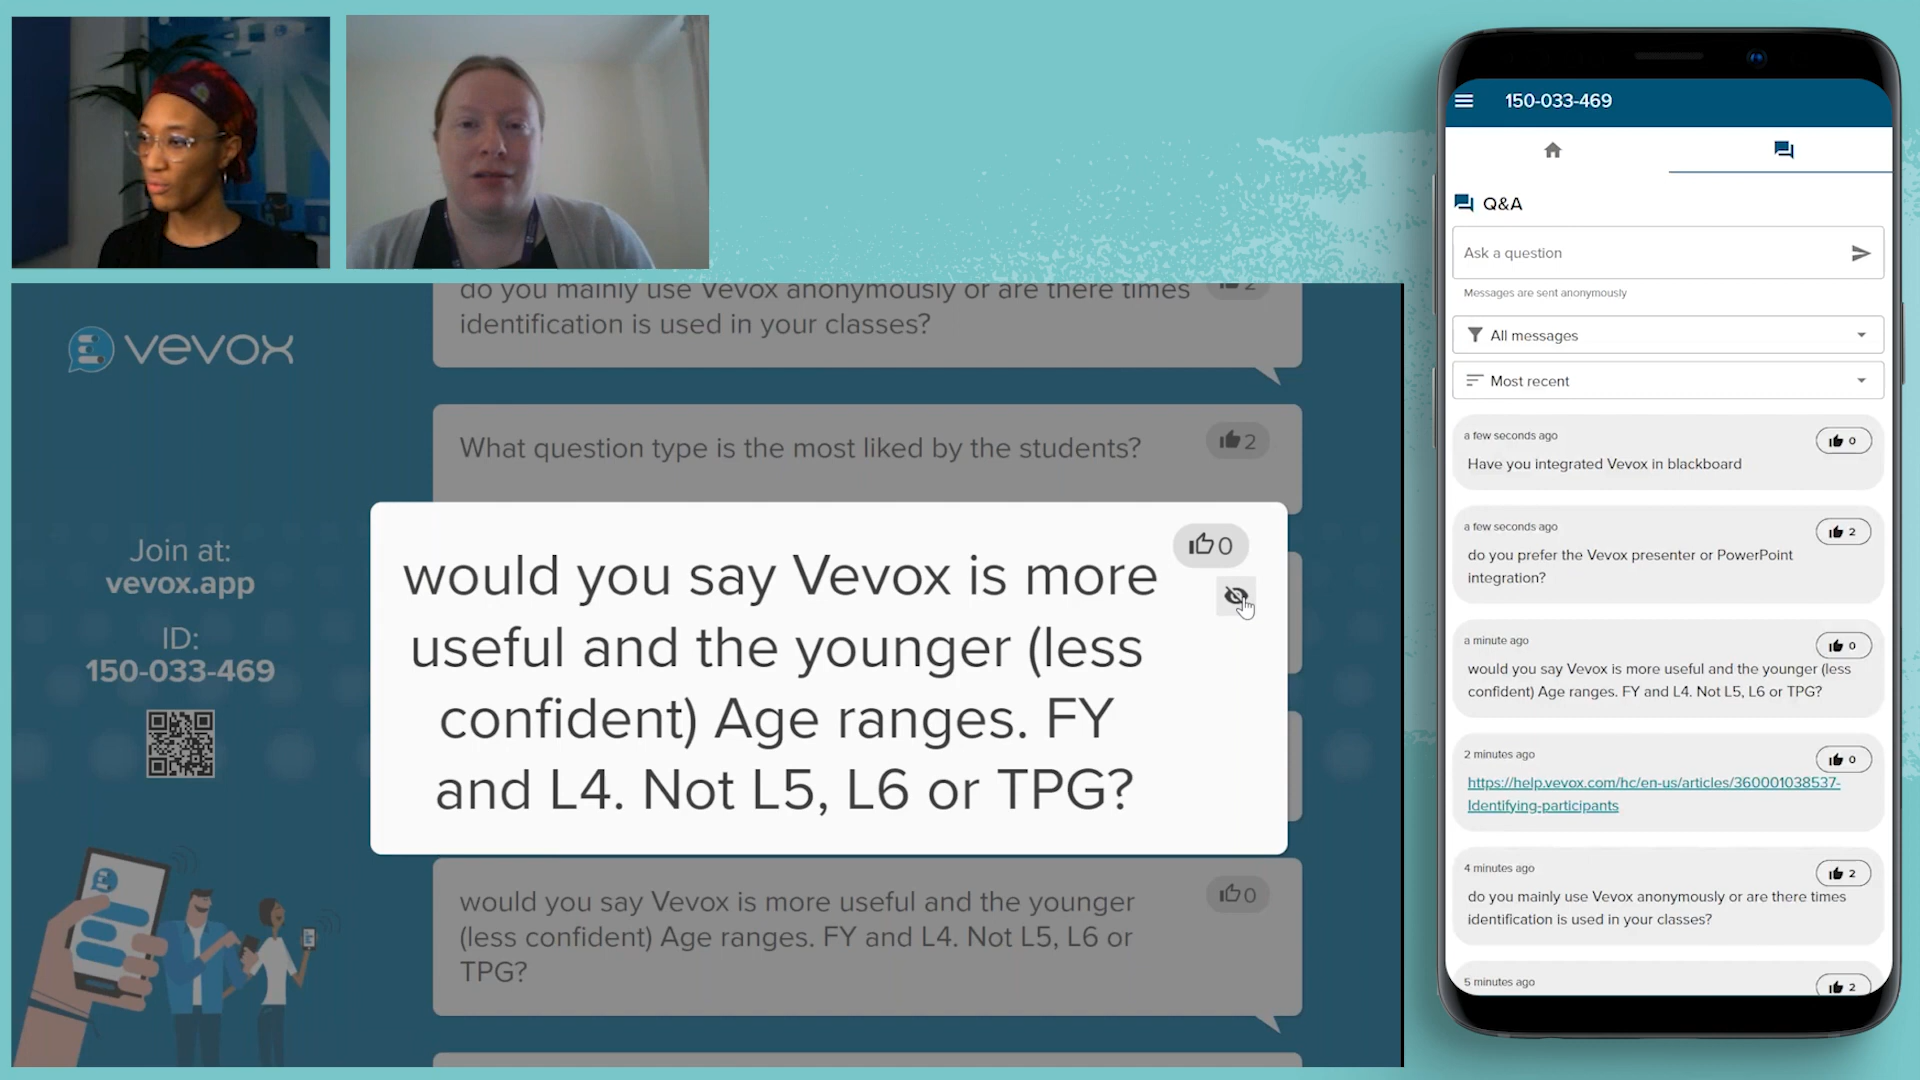 do you mainly use Vevox anonymously or are there times
identification is used in your classes?
2
vevox
What question type is the most liked by the students?
2
Join at:
vevox.app
ID:
150-033-469
would you say Vevox is more
useful and the younger (less
confident) Age ranges. FY
and L4. Not L5, L6 or TPG?
0
would you say Vevox is more useful and the younger
(less confident) Age ranges. FY and L4. Not L5, L6 or
TPG?
0
150-033-469
Q&A
Ask a question
Messages are sent anonymously
All messages
Most recent
a few seconds ago
0
Have you integrated Vevox in blackboard
a few seconds ago
2
do you prefer the Vevox presenter or PowerPoint
integration?
a minute ago
0
would you say Vevox is more useful and the younger (less
confident) Age ranges. FY and L4. Not L5, L6 or TPG?
2 minutes ago
0
https://help.vevox.com/hc/en-us/articles/360001038537-
Identifying-participants
4 minutes ago
2
do you mainly use Vevox anonymously or are there times
identification is used in your classes?
5 minutes ago
2